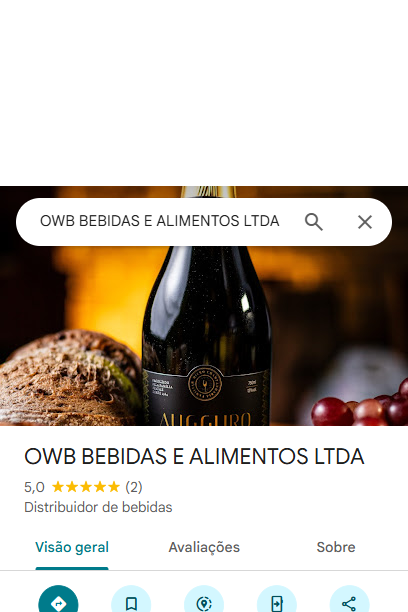 OWB BEBIDAS E ALIMENTOS LTDA
AUGGURO
OWB BEBIDAS E ALIMENTOS LTDA
5,0 ★★★★★ (2)
Distribuidor de bebidas
Visão geral Avaliações Sobre